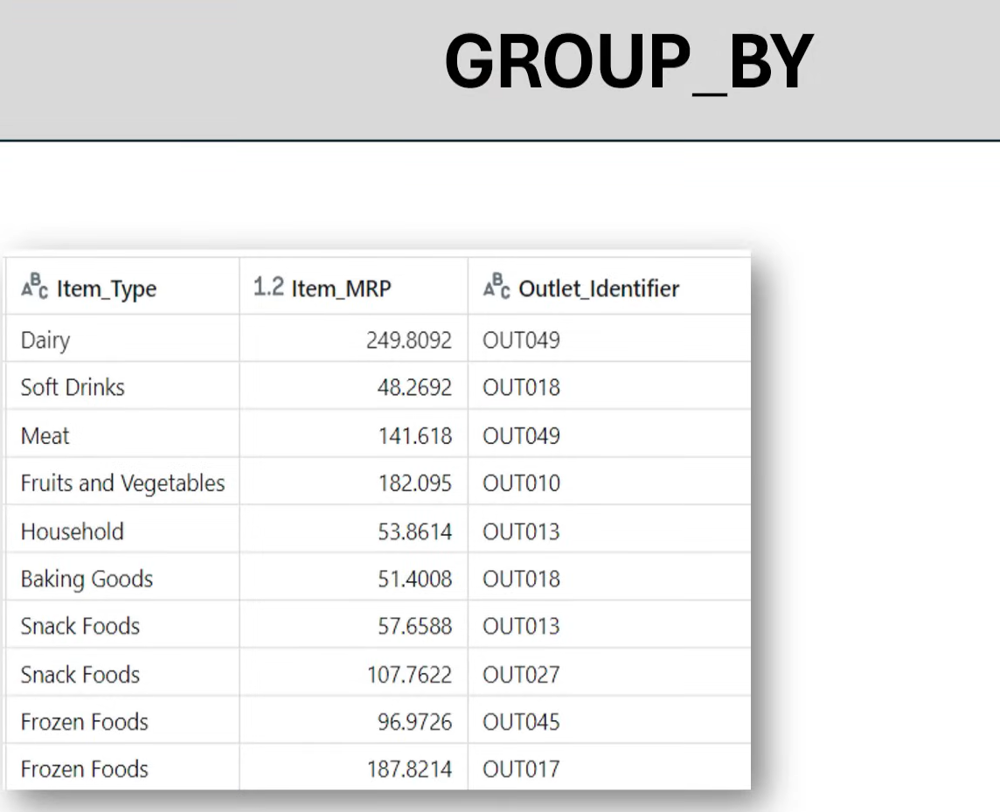 GROUP_BY
ABC Item_Type 1.2 Item_MRP ABC Outlet_Identifier
Dairy 249.8092 OUT049
Soft Drinks 48.2692 OUT018
Meat 141.618 OUT049
Fruits and Vegetables 182.095 OUT010
Household 53.8614 OUT013
Baking Goods 51.4008 OUT018
Snack Foods 57.6588 OUT013
Snack Foods 107.7622 OUT027
Frozen Foods 96.9726 OUT045
Frozen Foods 187.8214 OUT017